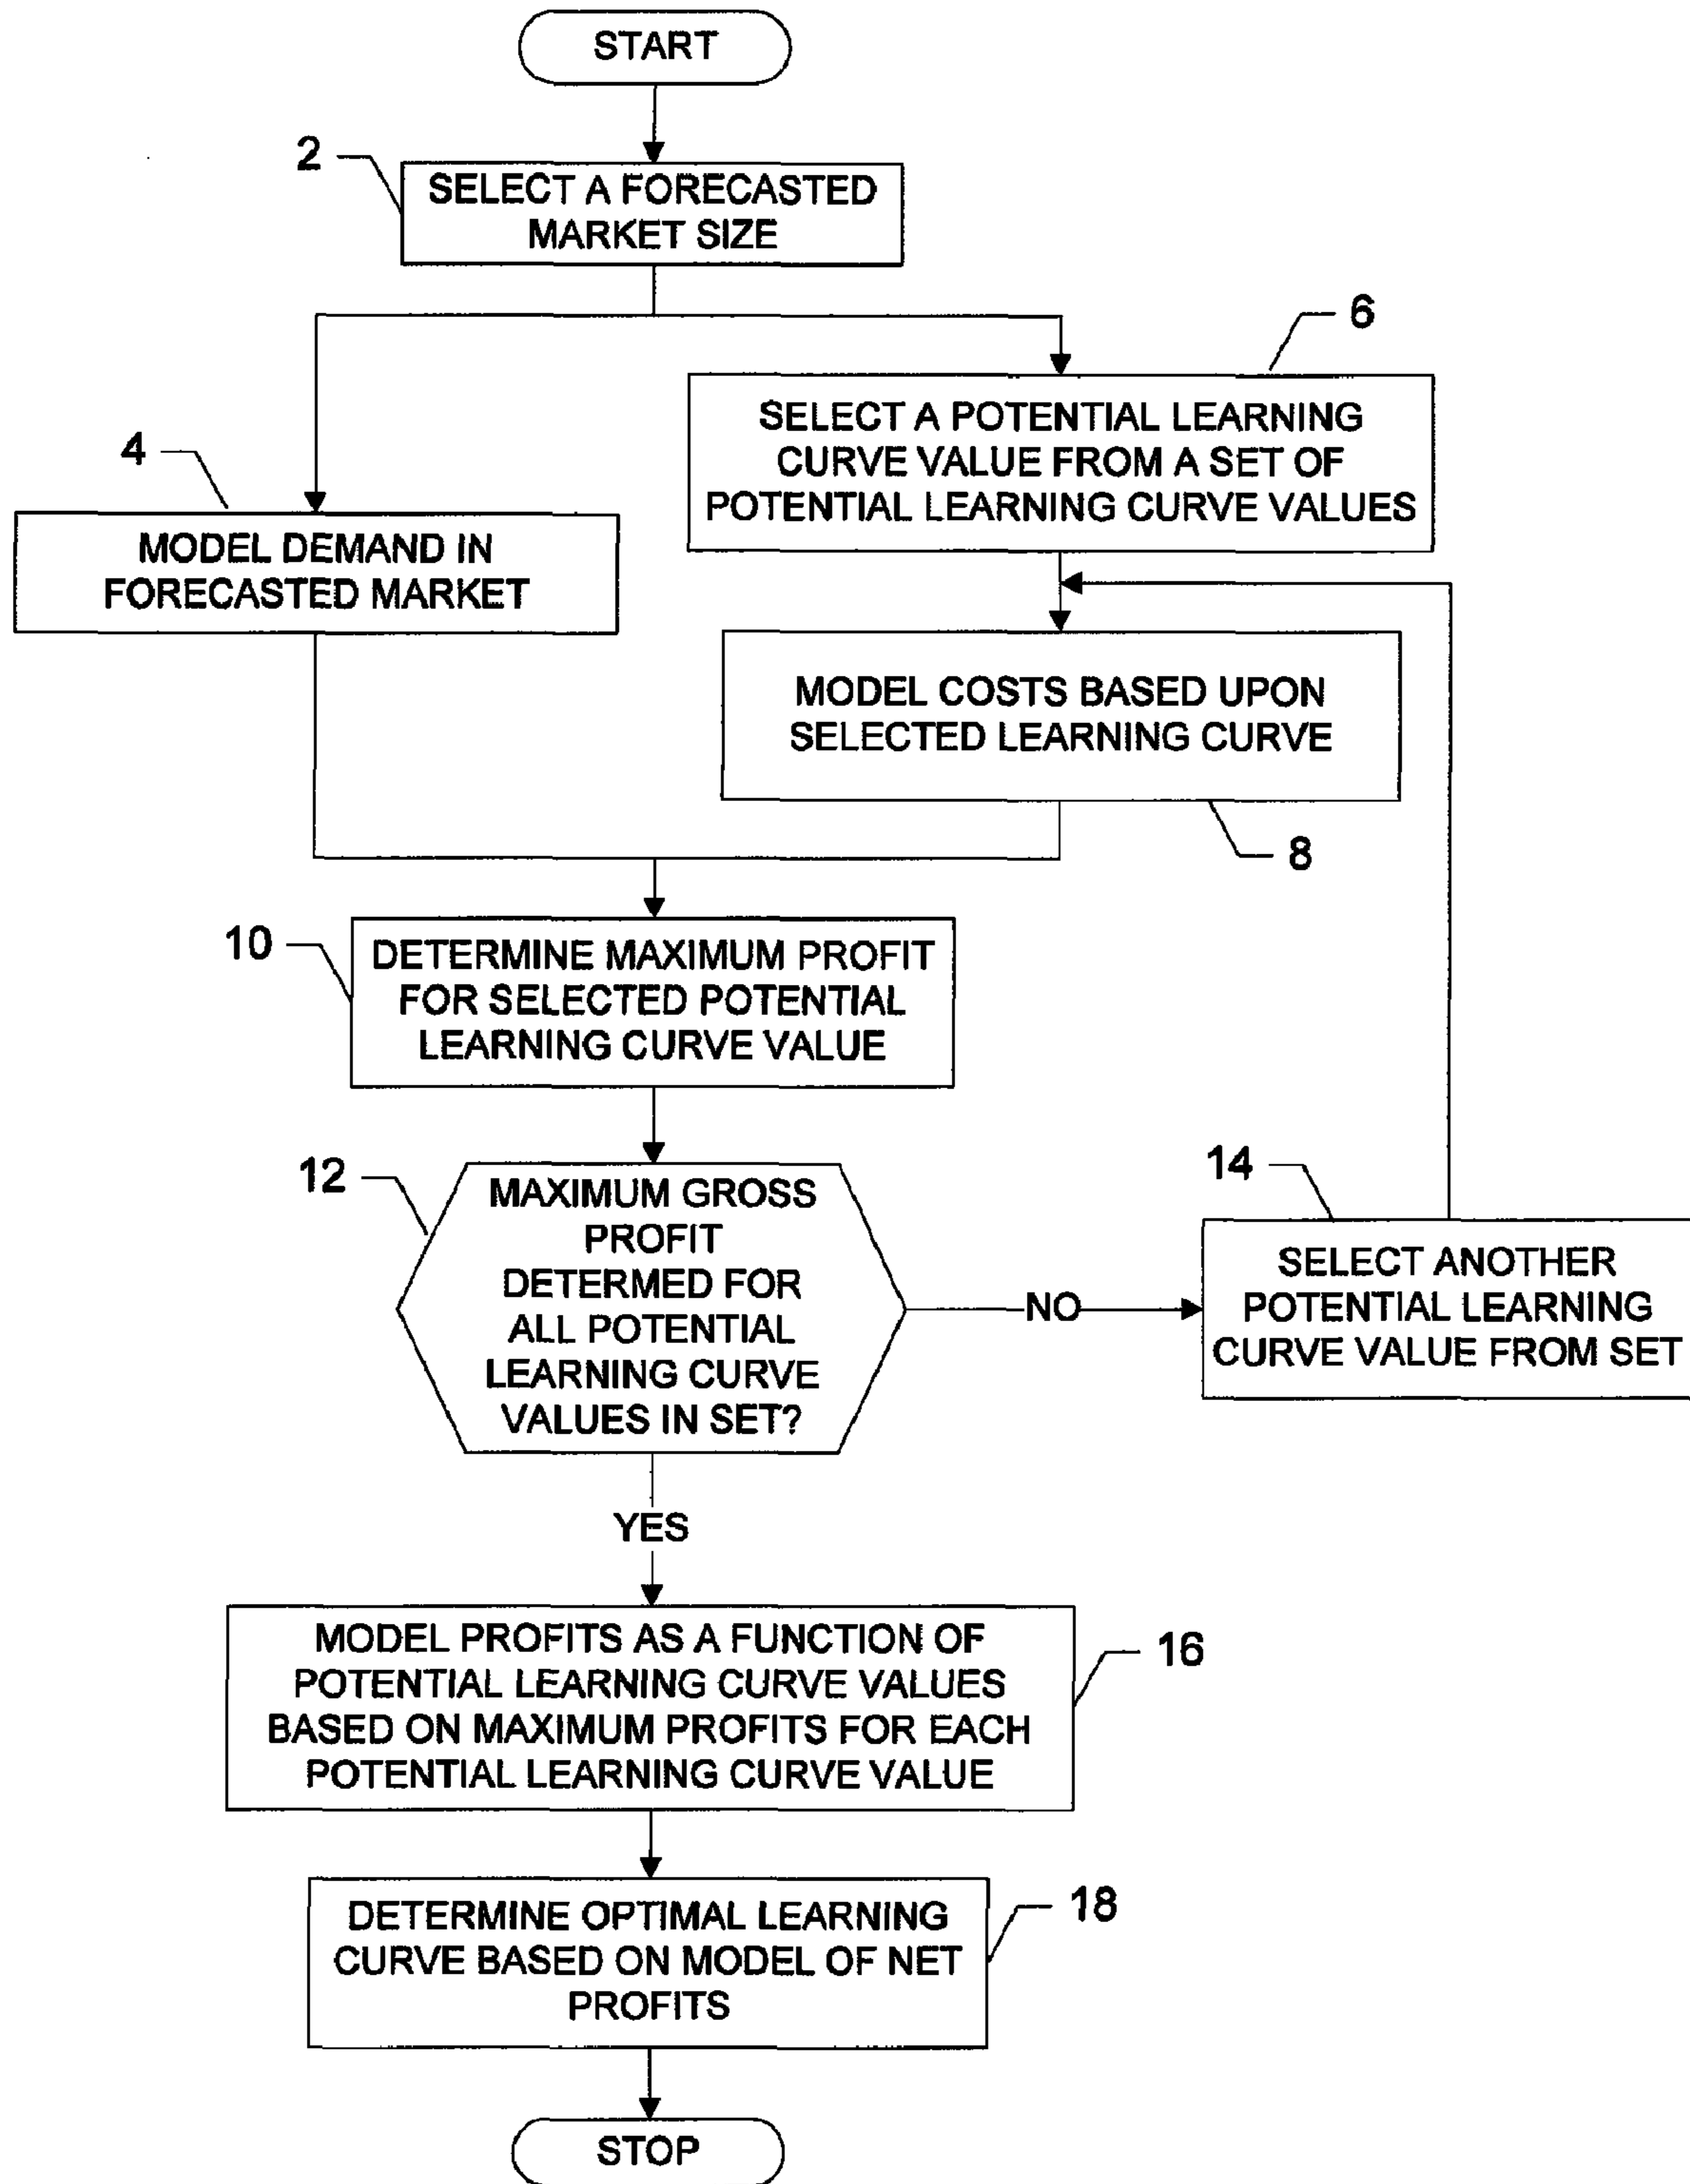 START
2
SELECT A FORECASTED
MARKET SIZE
6
SELECT A POTENTIAL LEARNING
CURVE VALUE FROM A SET OF
POTENTIAL LEARNING CURVE VALUES
4
MODEL DEMAND IN
FORECASTED MARKET
MODEL COSTS BASED UPON
SELECTED LEARNING CURVE
8
10
DETERMINE MAXIMUM PROFIT
FOR SELECTED POTENTIAL
LEARNING CURVE VALUE
12
MAXIMUM GROSS
PROFIT
DETERMED FOR
ALL POTENTIAL
LEARNING CURVE
VALUES IN SET?
NO
14
SELECT ANOTHER
POTENTIAL LEARNING
CURVE VALUE FROM SET
YES
MODEL PROFITS AS A FUNCTION OF
POTENTIAL LEARNING CURVE VALUES
BASED ON MAXIMUM PROFITS FOR EACH
POTENTIAL LEARNING CURVE VALUE
16
DETERMINE OPTIMAL LEARNING
CURVE BASED ON MODEL OF NET
PROFITS
18
STOP